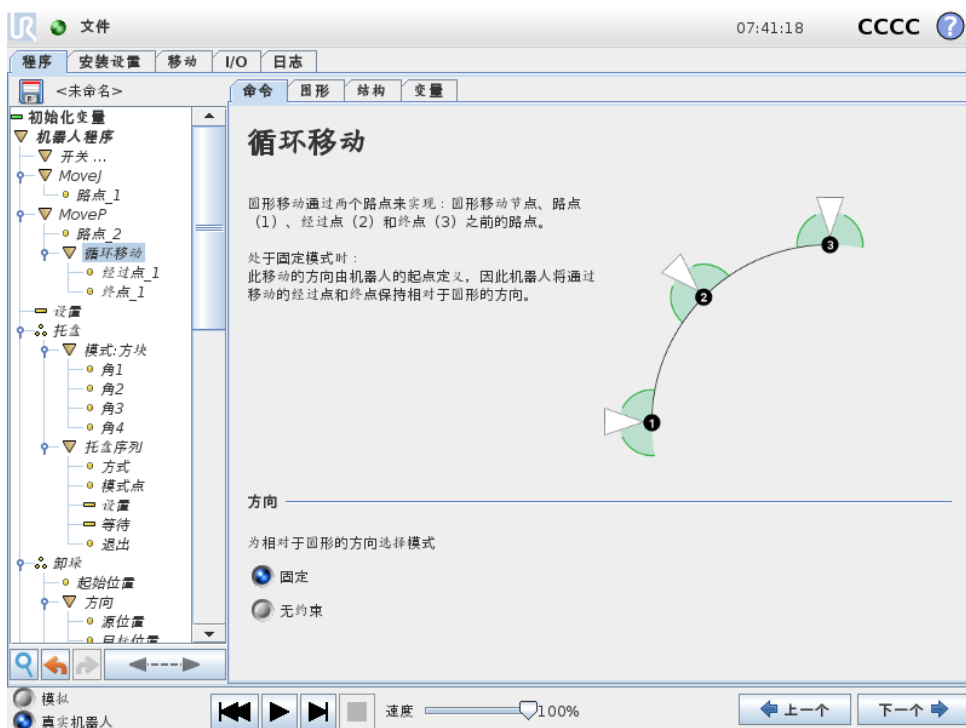 UR 文件 07:41:18 CCCC ?
程序 安装设置 移动 I/O 日志
<未命名>
命令 图形 结构 变量
初始化变量
机器人程序
开关 ...
MoveJ
路点_1
MoveP
路点_2
循环移动
经过点_1
终点_1
设置
托盘
模式:方块
角1
角2
角3
角4
托盘序列
方式
模式点
设置
等待
退出
卸垛
起始位置
方向
源位置
目标位置
循环移动
圆形移动通过两个路点来实现：圆形移动节点、路点
（1）、经过点（2）和终点（3）之前的路点。
处于固定模式时：
此移动的方向由机器人的起点定义，因此机器人将通过
移动的经过点和终点保持相对于圆形的方向。
3
2
1
方向
为相对于圆形的方向选择模式
固定
无约束
模拟
真实机器人
速度 100%
上一个 下一个